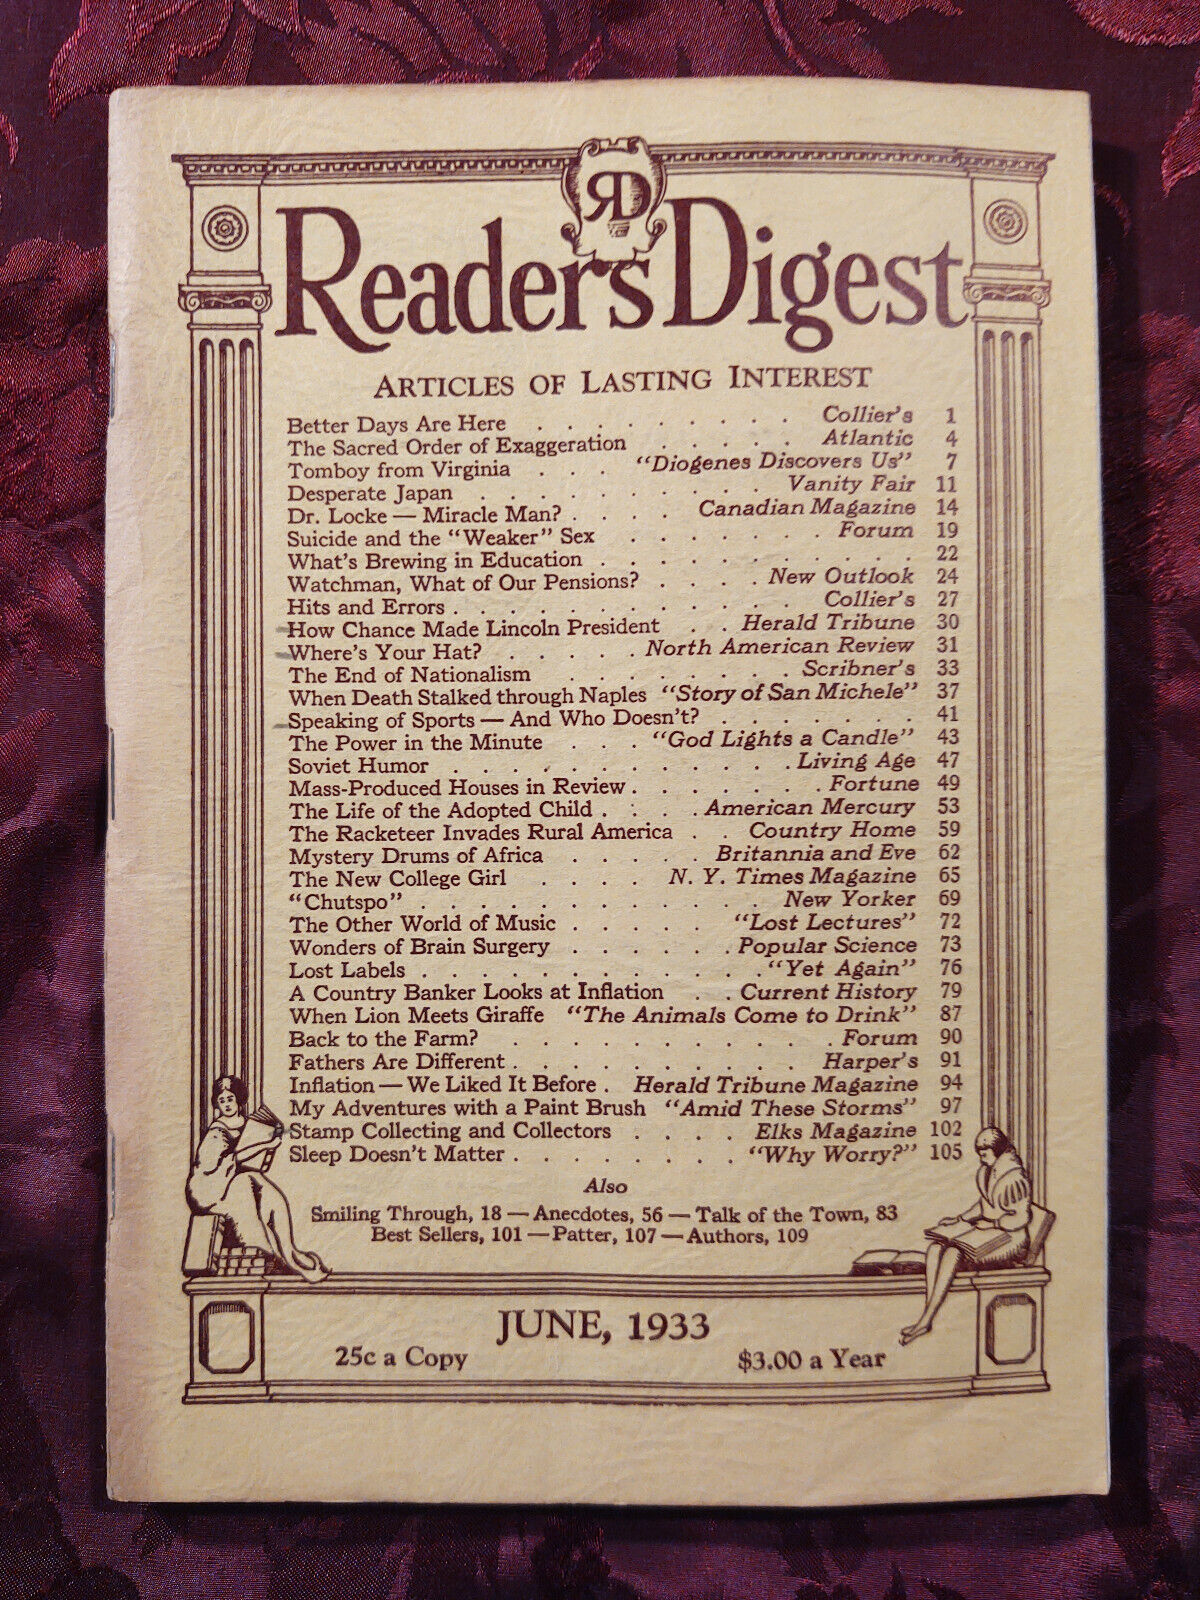 RD
Readers Digest
ARTICLES OF LASTING INTEREST
Better Days Are Here . . . . . . . . . Collier's 1
The Sacred Order of Exaggeration . . . . . Atlantic 4
Tomboy from Virginia . . . "Diogenes Discovers Us" 7
Desperate Japan . . . . . . . . . . Vanity Fair 11
Dr. Locke — Miracle Man? . . . . Canadian Magazine 14
Suicide and the "Weaker" Sex . . . . . . . Forum 19
What's Brewing in Education . . . . . . . . . . . 22
Watchman, What of Our Pensions? . . . . New Outlook 24
Hits and Errors . . . . . . . . . . . . Collier's 27
How Chance Made Lincoln President . . Herald Tribune 30
Where's Your Hat? . . . . . North American Review 31
The End of Nationalism . . . . . . . . Scribner's 33
When Death Stalked through Naples "Story of San Michele" 37
Speaking of Sports — And Who Doesn't? . . . . . . . 41
The Power in the Minute . . . "God Lights a Candle" 43
Soviet Humor . . . . . . . . . . . . Living Age 47
Mass-Produced Houses in Review . . . . . . . Fortune 49
The Life of the Adopted Child . . . . American Mercury 53
The Racketeer Invades Rural America . . Country Home 59
Mystery Drums of Africa . . . . . Britannia and Eve 62
The New College Girl . . . . N. Y. Times Magazine 65
"Chutspo" . . . . . . . . . . . . . New Yorker 69
The Other World of Music . . . . . "Lost Lectures" 72
Wonders of Brain Surgery . . . . . . Popular Science 73
Lost Labels . . . . . . . . . . . . . "Yet Again" 76
A Country Banker Looks at Inflation . . Current History 79
When Lion Meets Giraffe "The Animals Come to Drink" 87
Back to the Farm? . . . . . . . . . . . Forum 90
Fathers Are Different . . . . . . . . . . Harper's 91
Inflation — We Liked It Before . Herald Tribune Magazine 94
My Adventures with a Paint Brush "Amid These Storms" 97
Stamp Collecting and Collectors . . . . Elks Magazine 102
Sleep Doesn't Matter . . . . . . . . "Why Worry?" 105
Also
Smiling Through, 18 — Anecdotes, 56 — Talk of the Town, 83
Best Sellers, 101 — Patter, 107 — Authors, 109
JUNE, 1933
25c a Copy $3.00 a Year